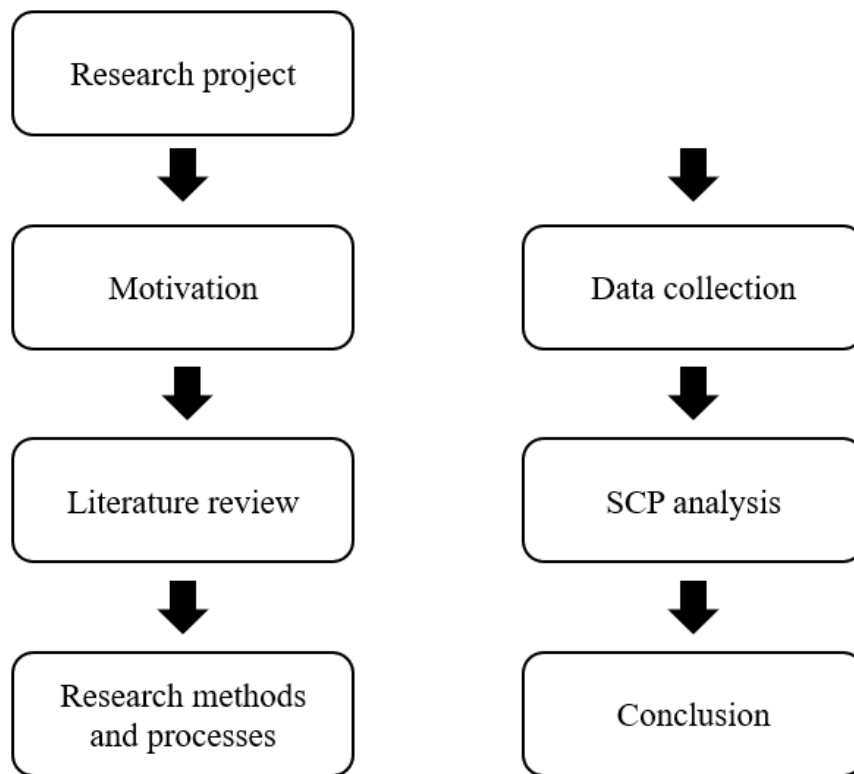 Research project
Motivation
Literature review
Research methods
and processes
Data collection
SCP analysis
Conclusion